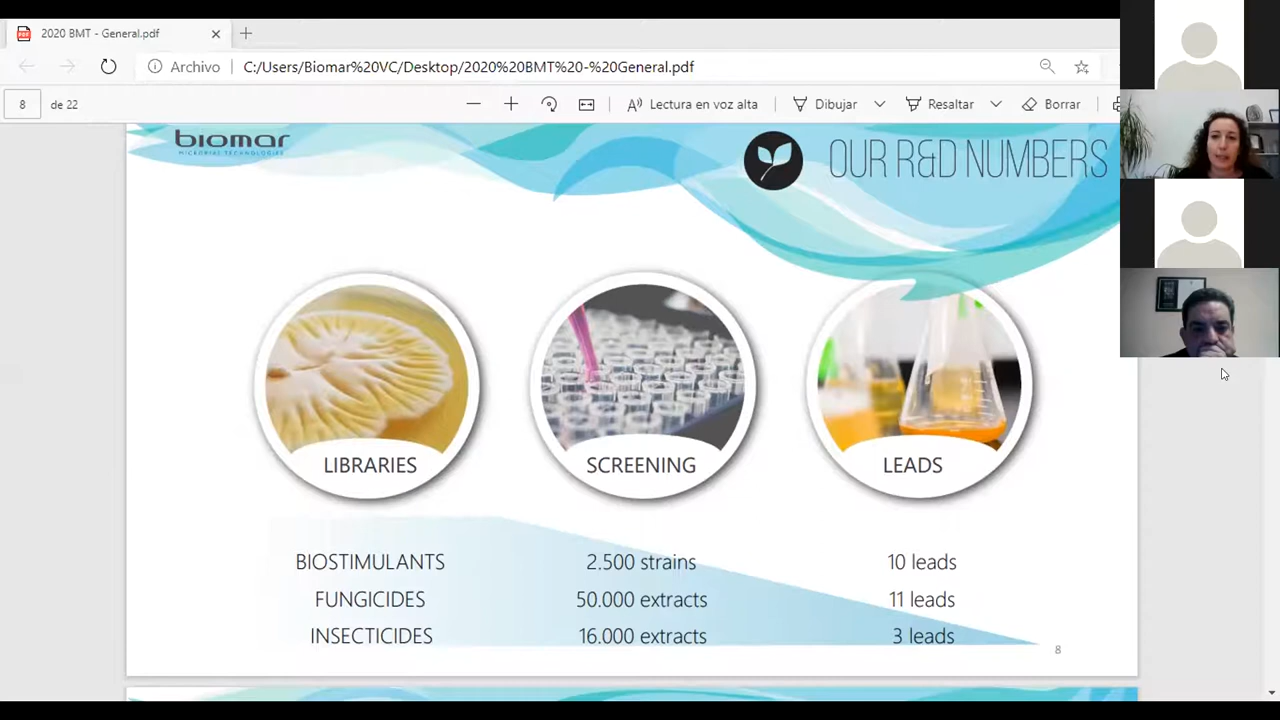 2020 BMT - General.pdf
Archivo C:/Users/Biomar%20VC/Desktop/2020%20BMT%20-%20General.pdf
8 de 22 Lectura en voz alta Dibujar Resaltar Borrar
biomar
MICROBIAL TECHNOLOGIES
OUR R&D NUMBERS
LIBRARIES SCREENING LEADS
BIOSTIMULANTS 2.500 strains 10 leads
FUNGICIDES 50.000 extracts 11 leads
INSECTICIDES 16.000 extracts 3 leads
8